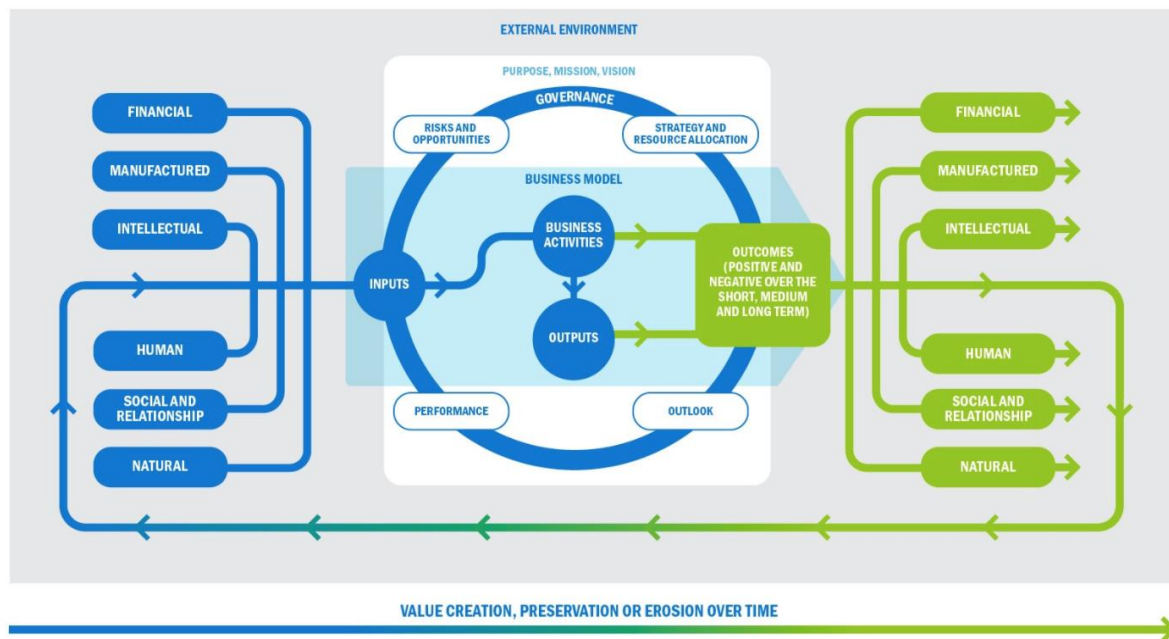 EXTERNAL ENVIRONMENT
PURPOSE, MISSION, VISION
GOVERNANCE
RISKS AND
OPPORTUNITIES
STRATEGY AND
RESOURCE ALLOCATION
FINANCIAL
MANUFACTURED
INTELLECTUAL
HUMAN
SOCIAL AND
RELATIONSHIP
NATURAL
BUSINESS MODEL
INPUTS
BUSINESS
ACTIVITIES
OUTPUTS
OUTCOMES
(POSITIVE AND
NEGATIVE OVER THE
SHORT, MEDIUM
AND LONG TERM)
PERFORMANCE
OUTLOOK
FINANCIAL
MANUFACTURED
INTELLECTUAL
HUMAN
SOCIAL AND
RELATIONSHIP
NATURAL
VALUE CREATION, PRESERVATION OR EROSION OVER TIME